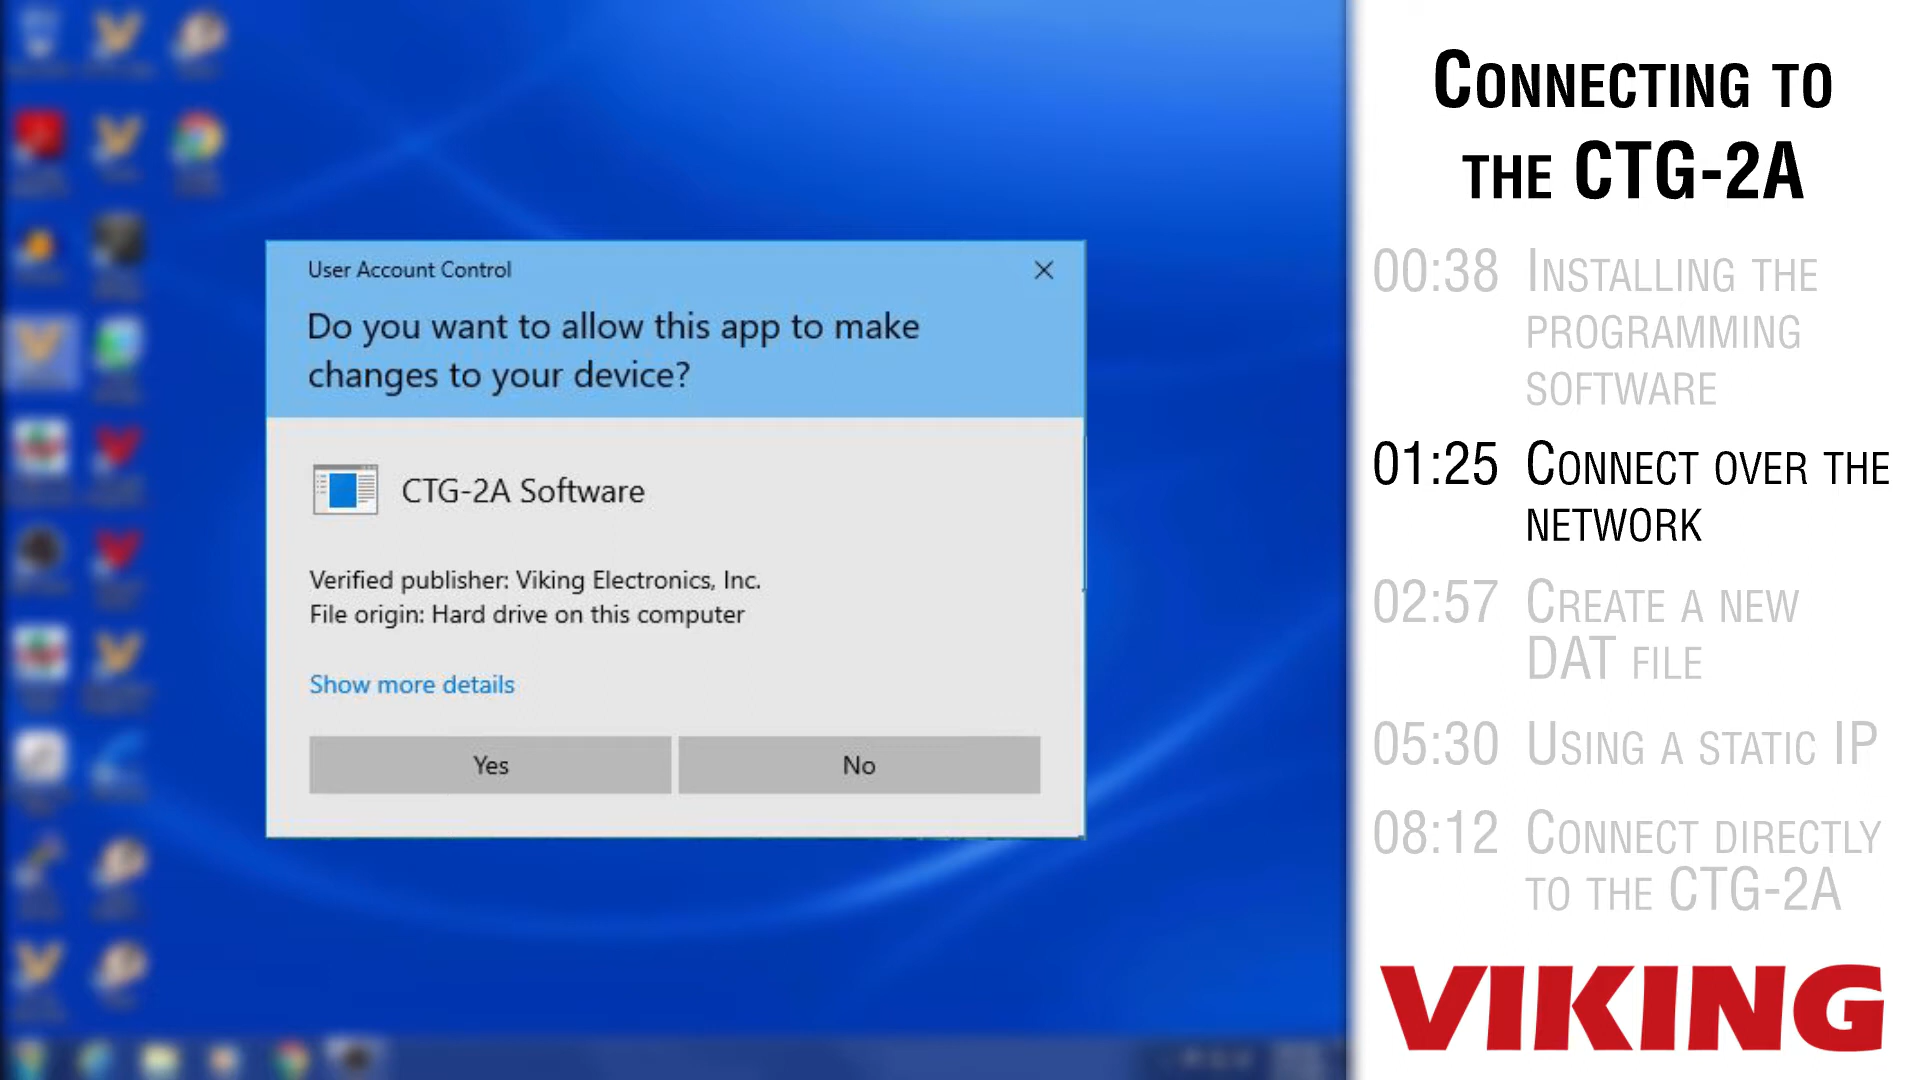 User Account Control
Do you want to allow this app to make
changes to your device?
CTG-2A Software
Verified publisher: Viking Electronics, Inc.
File origin: Hard drive on this computer
Show more details
Yes No
Connecting to
the CTG-2A
00:38 Installing the
programming
software
01:25 Connect over the
network
02:57 Create a new
DAT file
05:30 Using a static IP
08:12 Connect directly
to the CTG-2A
VIKING